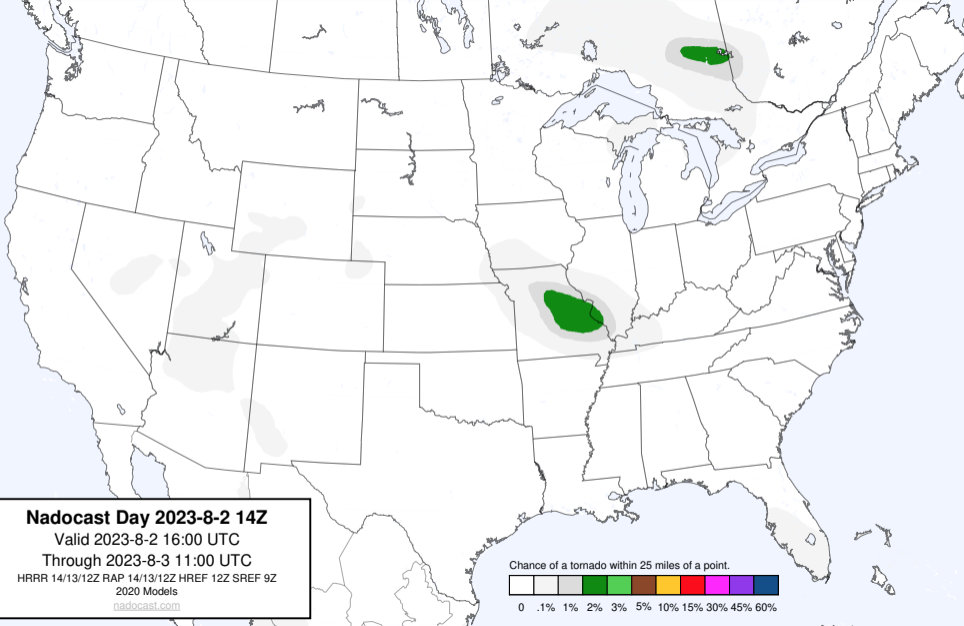 Nadocast Day 2023-8-2 14Z
Valid 2023-8-2 16:00 UTC
Through 2023-8-3 11:00 UTC
HRRR 14/13/12Z RAP 14/13/12Z HREF 12Z SREF 9Z
2020 Models
nadocast.com
Chance of a tornado within 25 miles of a point.
0 .1% 1% 2% 3% 5% 10% 15% 30% 45% 60%